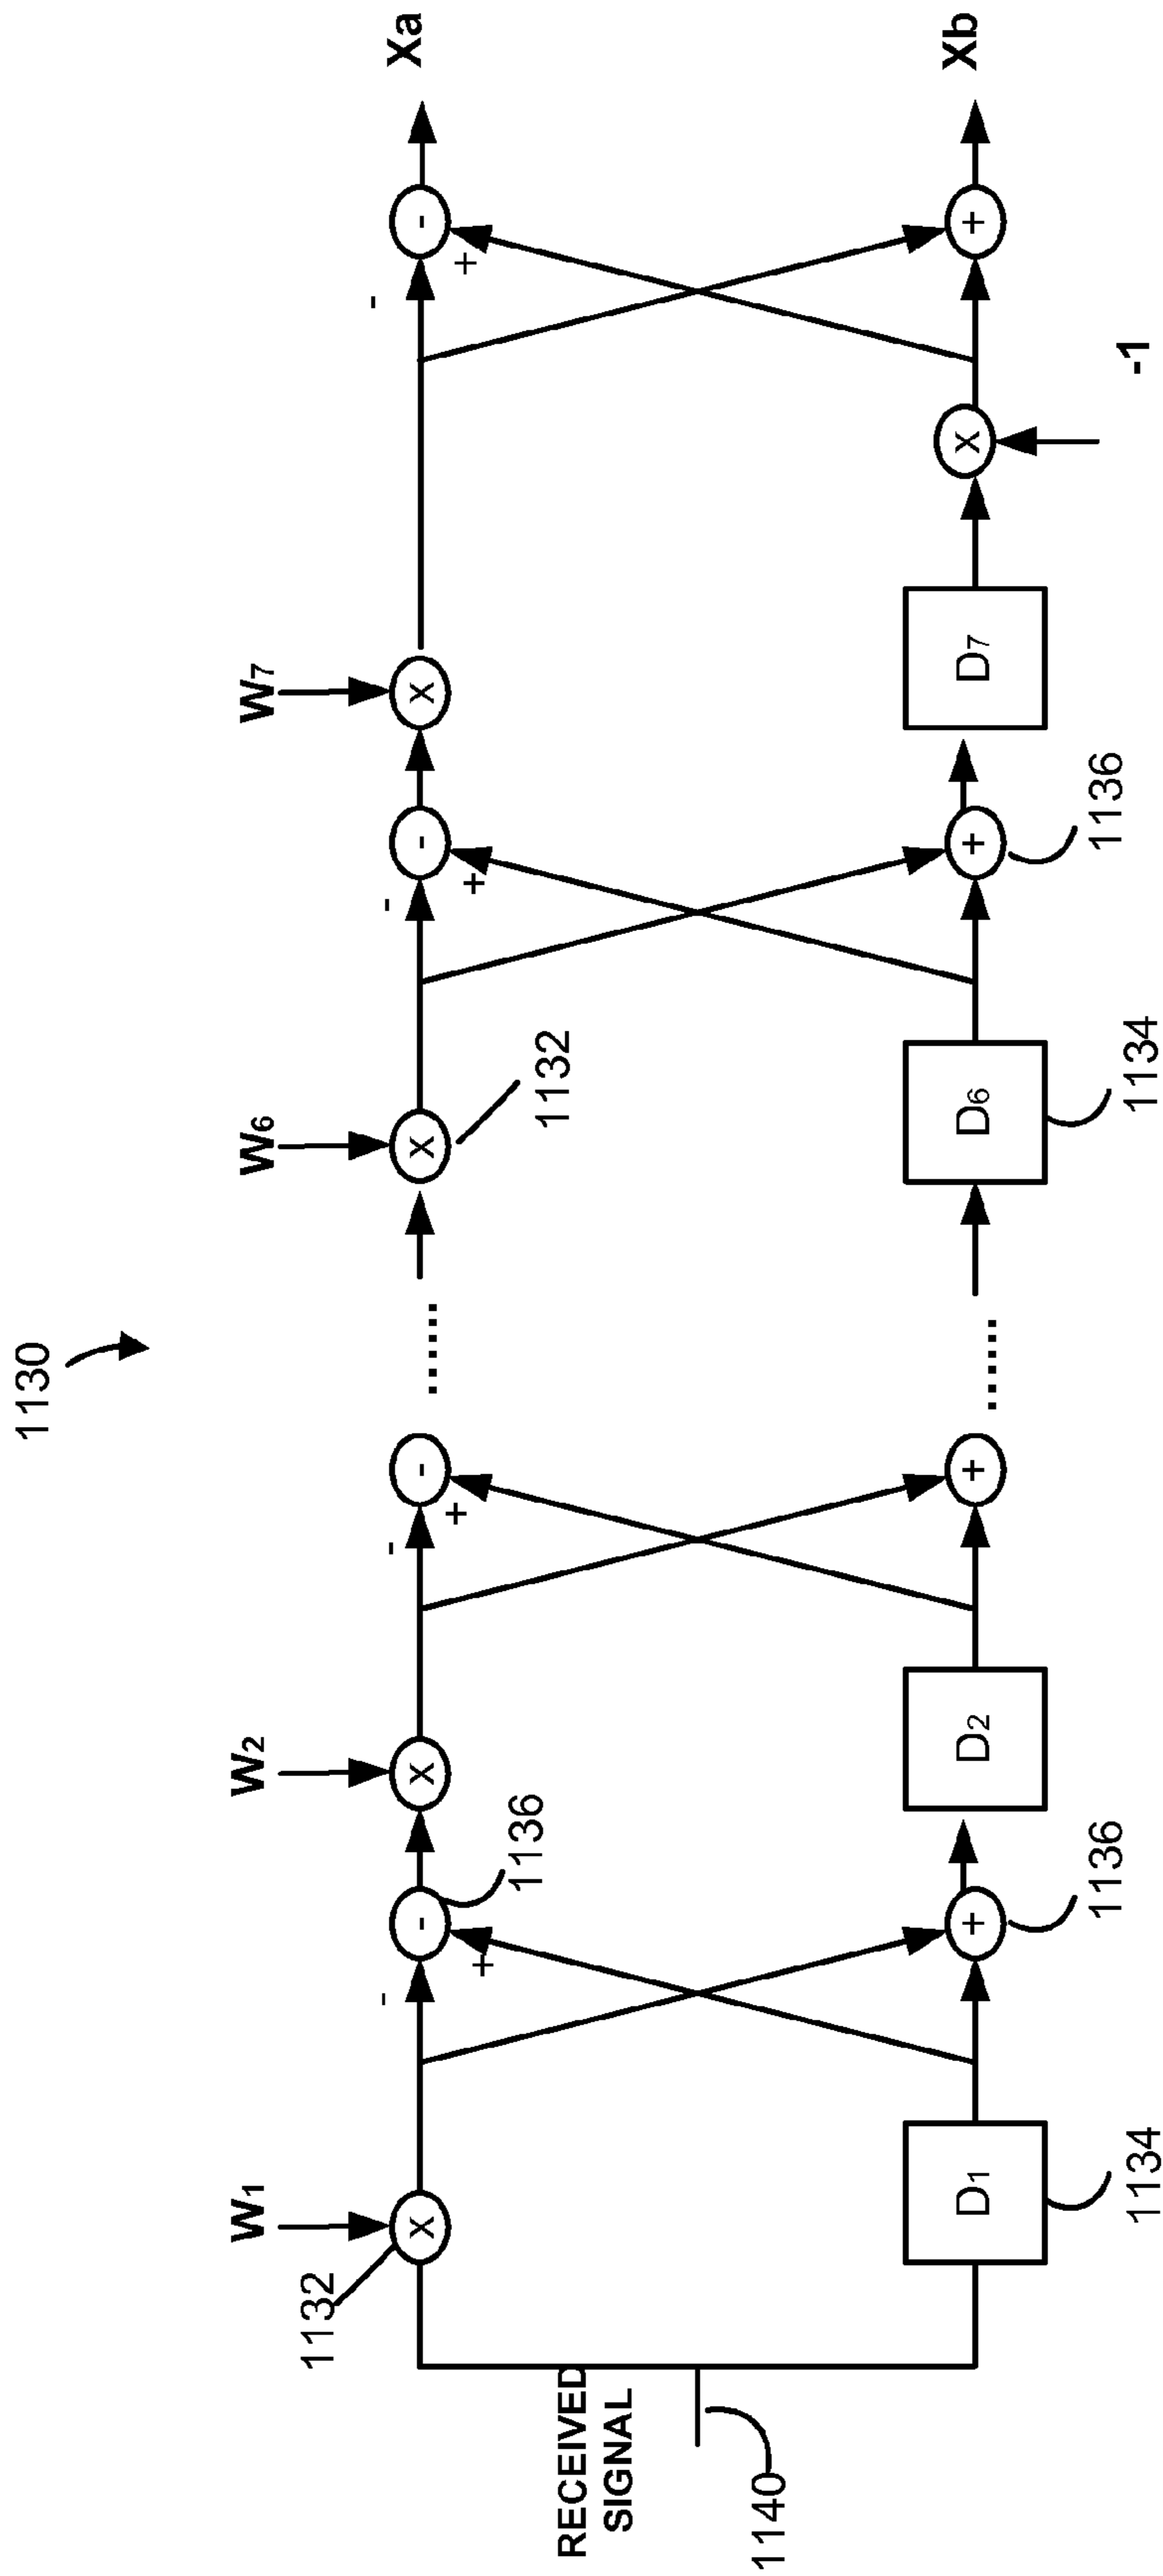 1130
W1
W2
W6
W7
1132
x
x
x
x
-
+
-
-
+
-
-
+
-
-
+
-
Xa
1136
1132
RECEIVED
SIGNAL
1140
......
......
D1
+
D2
+
D6
+
D7
x
+
Xb
1134
1136
1134
1136
-1